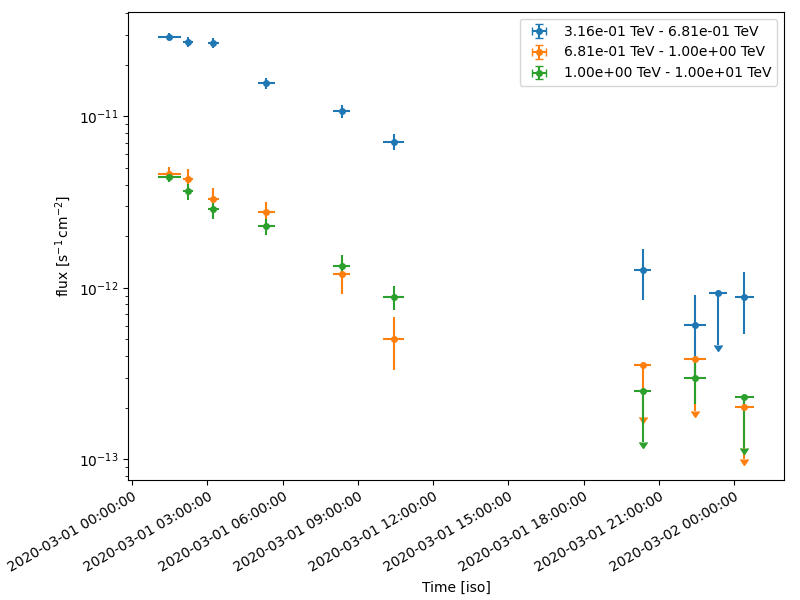 3.16e-01 TeV - 6.81e-01 TeV
6.81e-01 TeV - 1.00e+00 TeV
1.00e+00 TeV - 1.00e+01 TeV
10⁻¹¹
10⁻¹²
10⁻¹³
flux [s⁻¹cm⁻²]
2020-03-01 00:00:00
2020-03-01 03:00:00
2020-03-01 06:00:00
2020-03-01 09:00:00
2020-03-01 12:00:00
2020-03-01 15:00:00
2020-03-01 18:00:00
2020-03-01 21:00:00
2020-03-02 00:00:00
Time [iso]